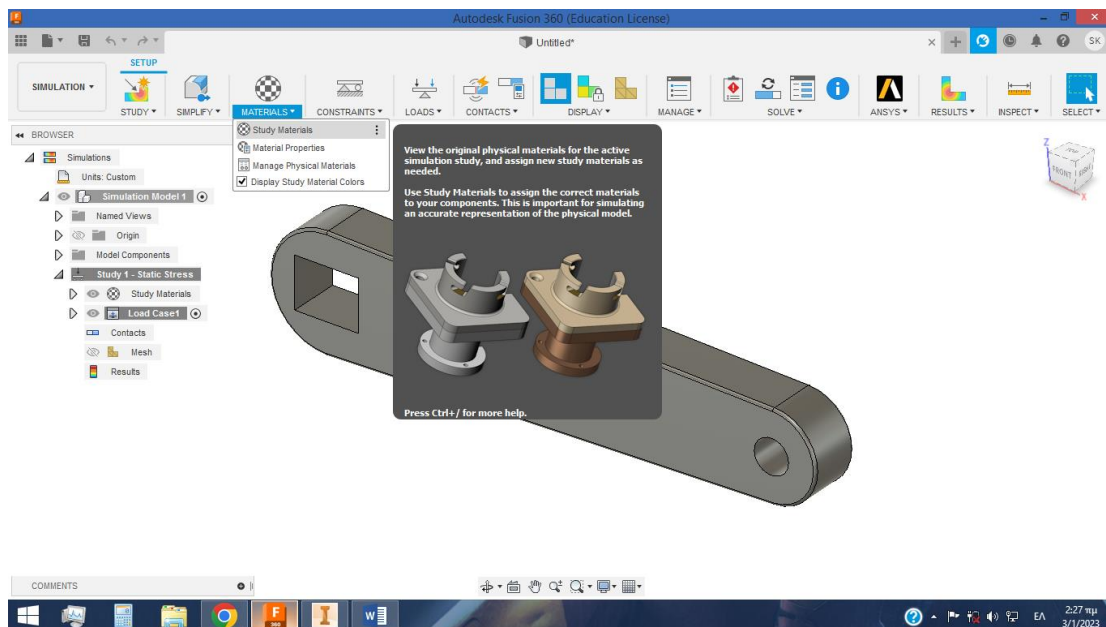 Autodesk Fusion 360 (Education License)
Untitled*
SK
SETUP
SIMULATION
STUDY
SIMPLIFY
MATERIALS
CONSTRAINTS
LOADS
CONTACTS
DISPLAY
MANAGE
SOLVE
ANSYS
RESULTS
INSPECT
SELECT
BROWSER
Simulations
Units: Custom
Simulation Model 1
Named Views
Origin
Model Components
Study 1 - Static Stress
Study Materials
Load Case1
Contacts
Mesh
Results
Study Materials
Material Properties
Manage Physical Materials
Display Study Material Colors
View the original physical materials for the active
simulation study, and assign new study materials as
needed.
Use Study Materials to assign the correct materials
to your components. This is important for simulating
an accurate representation of the physical model.
Press Ctrl+/ for more help.
Z
FRONT
X
COMMENTS
F
360
I
W
ΕΛ
2:27 πμ
3/1/2023